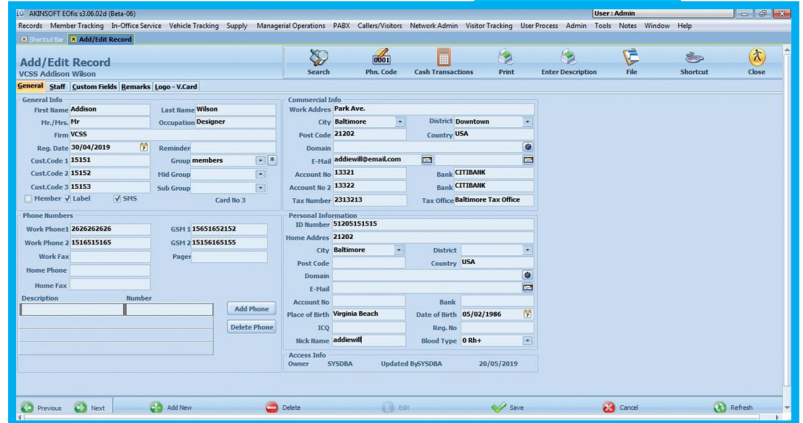 AKINSOFT EOfis s3.06.02d (Beta-06) User : Admin
Records Member Tracking In-Office Service Vehicle Tracking Supply Managerial Operations PABX Callers/Visitors Network Admin Visitor Tracking User Process Admin Tools Notes Window Help
Shortcut Bar Add/Edit Record
Add/Edit Record
VCSS Addison Wilson
Search Phn. Code Cash Transactions Print Enter Description File Shortcut Close
General Staff Custom Fields Remarks Logo - V.Card
General Info
First Name Addison Last Name Wilson
Mr./Mrs. Mr Occupation Designer
Firm VCSS
Reg. Date 30/04/2019 Reminder
Cust.Code 1 15151 Group members
Cust.Code 2 15152 Mid Group
Cust.Code 3 15153 Sub Group
Member Label SMS Card No 3
Phone Numbers
Work Phone1 2626262626 GSM 1 15651652152
Work Phone 2 1516515165 GSM 2 15156165155
Work Fax Pager
Home Phone
Home Fax
Description Number
Add Phone
Delete Phone
Commercial Info
Work Addres Park Ave.
City Baltimore District Downtown
Post Code 21202 Country USA
Domain
E-Mail addiewill@email.com
Account No 13321 Bank CITIBANK
Account No 2 13322 Bank CITIBANK
Tax Number 2313213 Tax Office Baltimore Tax Office
Personal Information
ID Number 51205151515
Home Addres 21202
City Baltimore District
Post Code Country USA
Domain
E-Mail
Account No Bank
Place of Birth Virginia Beach Date of Birth 05/02/1986
ICQ Reg. No
Nick Name addiewill Blood Type 0 Rh+
Access Info
Owner SYSDBA Updated BySYSDBA 20/05/2019
Previous Next Add New Delete Edit Save Cancel Refresh